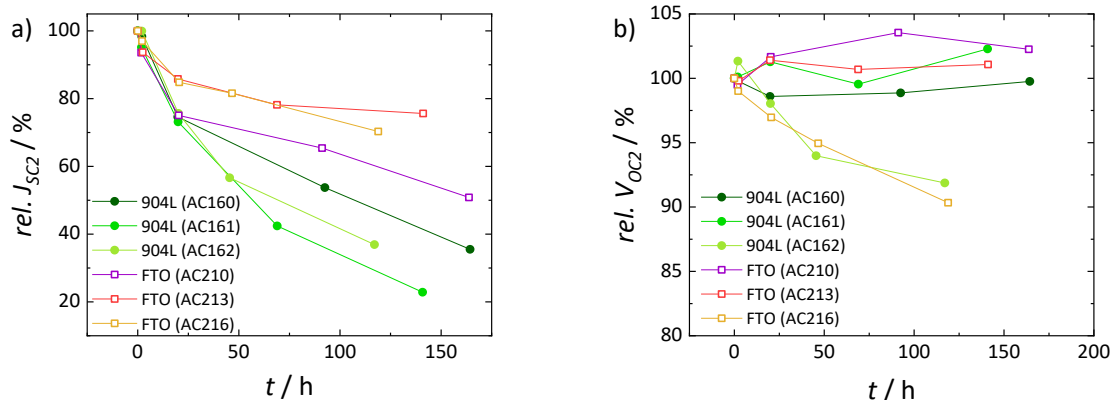 a)
rel. J_SC2 / %
100
80
60
40
20
904L (AC160)
904L (AC161)
904L (AC162)
FTO (AC210)
FTO (AC213)
FTO (AC216)
0 50 100 150
t / h
b)
rel. V_OC2 / %
105
100
95
90
85
80
904L (AC160)
904L (AC161)
904L (AC162)
FTO (AC210)
FTO (AC213)
FTO (AC216)
0 50 100 150 200
t / h